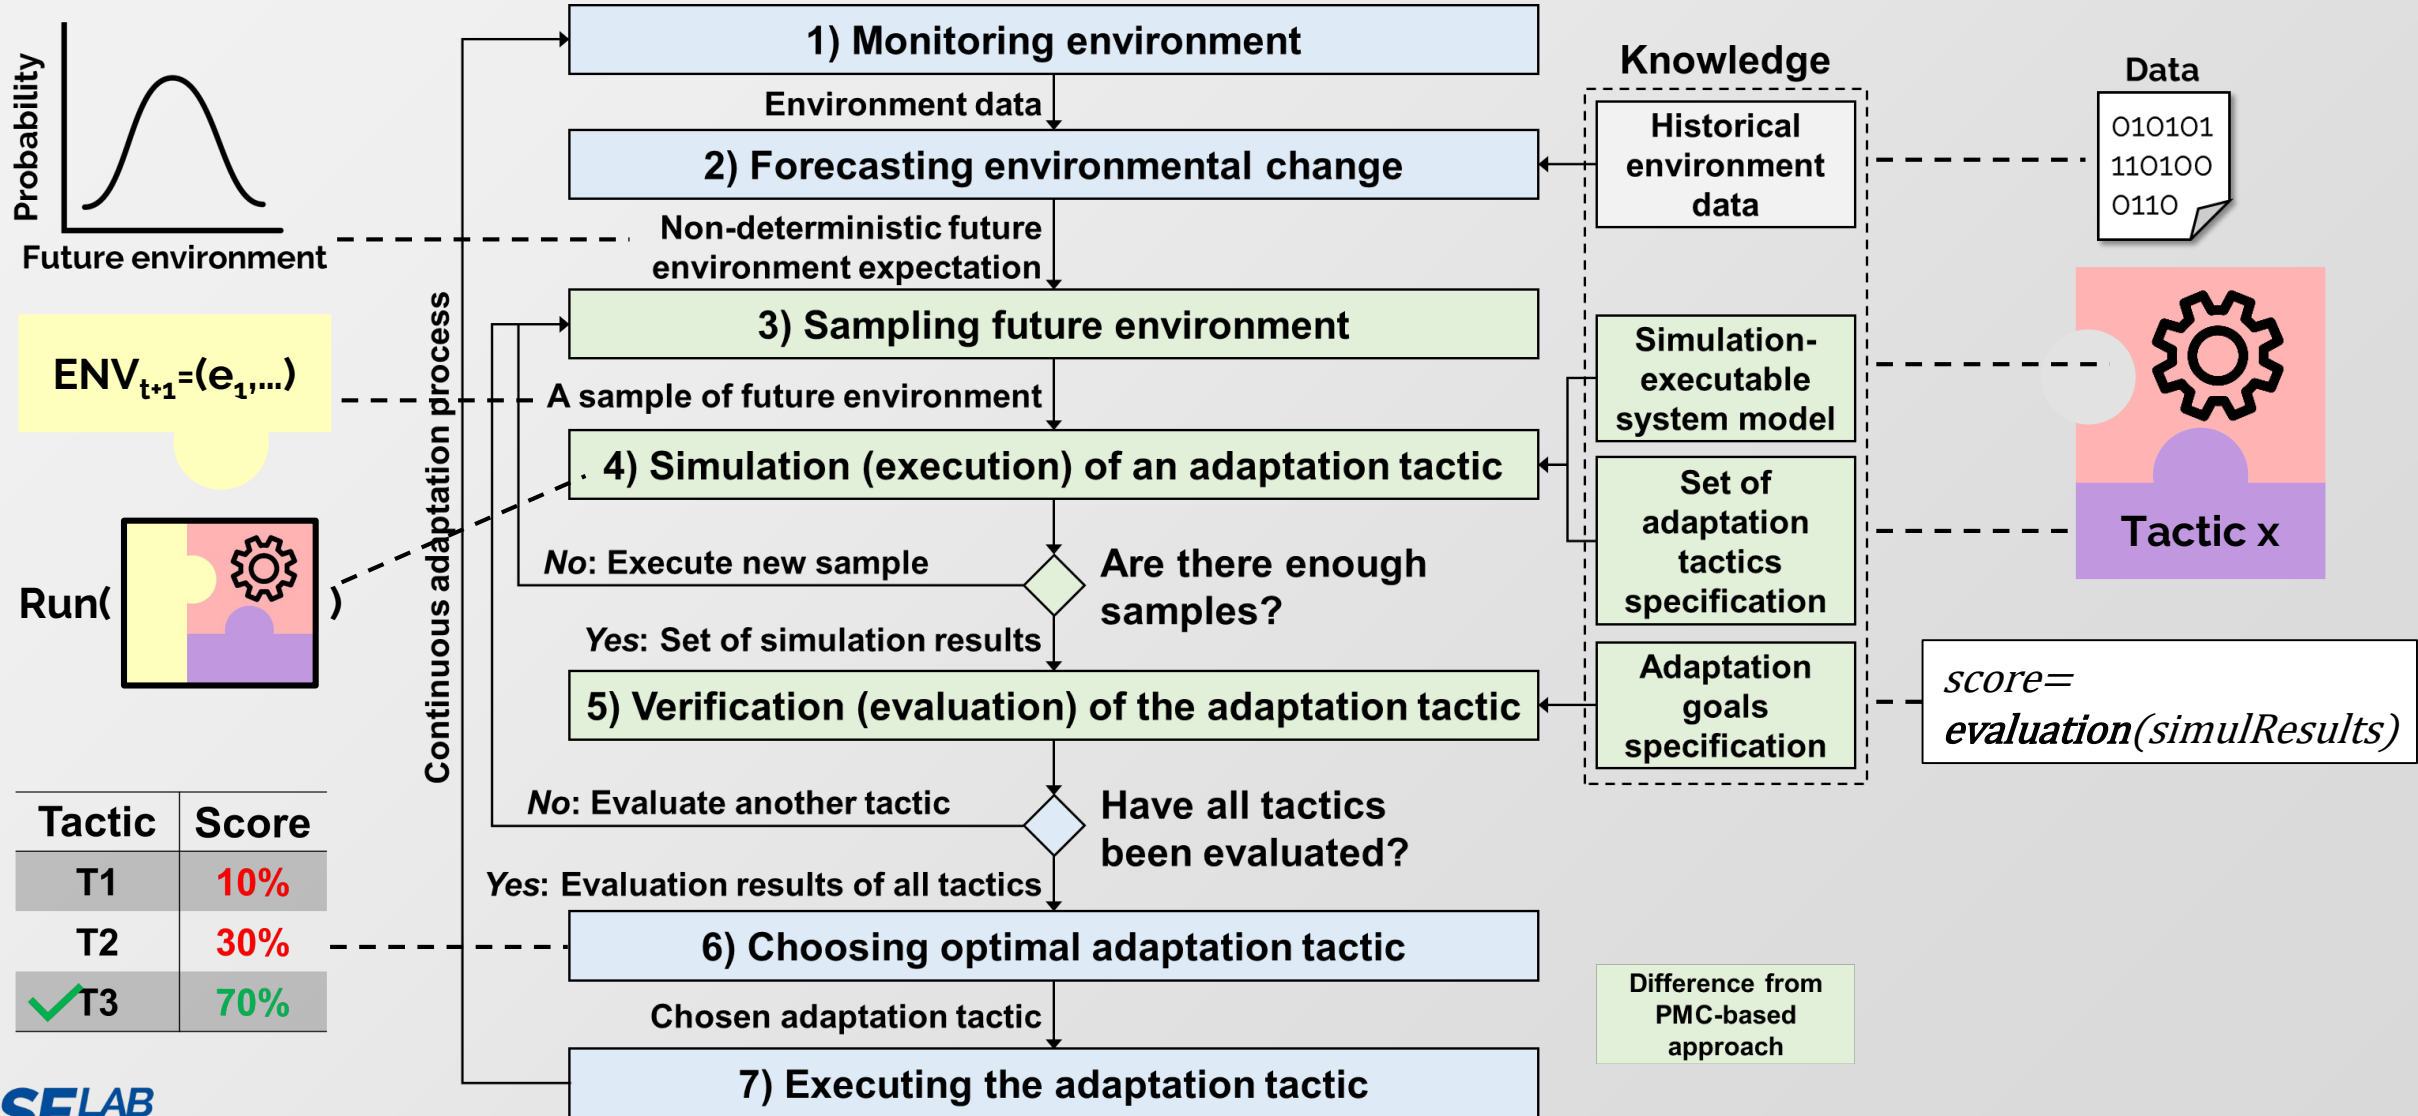 1) Monitoring environment
Environment data
2) Forecasting environmental change
Non-deterministic future
environment expectation
3) Sampling future environment
A sample of future environment
4) Simulation (execution) of an adaptation tactic
No: Execute new sample
Are there enough
samples?
Yes: Set of simulation results
5) Verification (evaluation) of the adaptation tactic
No: Evaluate another tactic
Have all tactics
been evaluated?
Yes: Evaluation results of all tactics
6) Choosing optimal adaptation tactic
Chosen adaptation tactic
7) Executing the adaptation tactic
Continuous adaptation process
Probability
Future environment
ENVt+1=(e1,...)
Run( )
Tactic Score
T1 10%
T2 30%
T3 70%
SELAB
Knowledge
Historical
environment
data
Simulation-
executable
system model
Set of
adaptation
tactics
specification
Adaptation
goals
specification
Data
010101
110100
0110
Tactic x
score=
evaluation(simulResults)
Difference from
PMC-based
approach